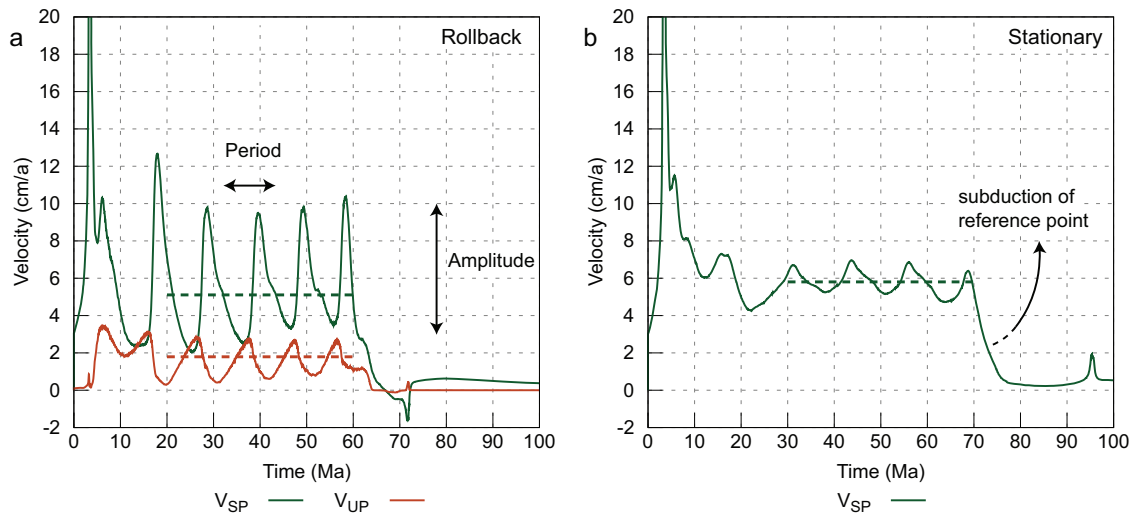 a
Rollback
20
18
16
14
12
10
8
6
4
2
0
-2
Velocity (cm/a)
Period
Amplitude
0 10 20 30 40 50 60 70 80 90 100
Time (Ma)
VSP
VUP
b
Stationary
20
18
16
14
12
10
8
6
4
2
0
-2
Velocity (cm/a)
subduction of
reference point
0 10 20 30 40 50 60 70 80 90 100
Time (Ma)
VSP